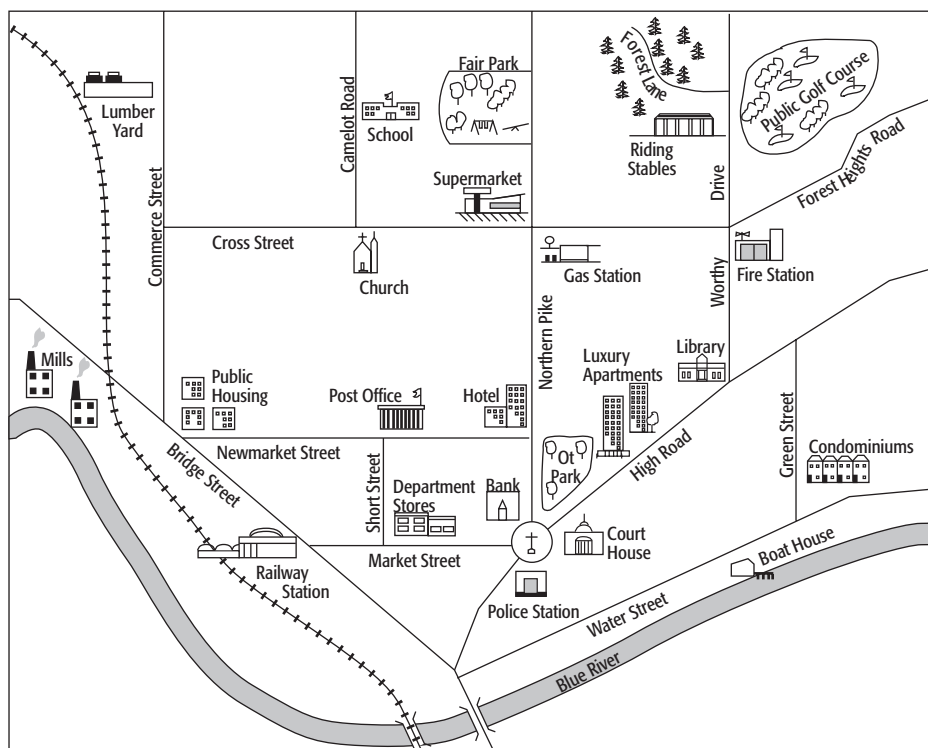 Fair Park
Forest Lane
Public Golf Course
Lumber
Yard
Camelot Road
School
Riding
Stables
Drive
Forest Heights Road
Supermarket
Commerce Street
Cross Street
Church
Gas Station
Worthy
Fire Station
Northern Pike
Mills
Public
Housing
Post Office
Hotel
Luxury
Apartments
Library
Newmarket Street
Bridge Street
Short Street
Department
Stores
Bank
Ot
Park
High Road
Green Street
Condominiums
Market Street
Court
House
Railway
Station
Police Station
Boat House
Water Street
Blue River